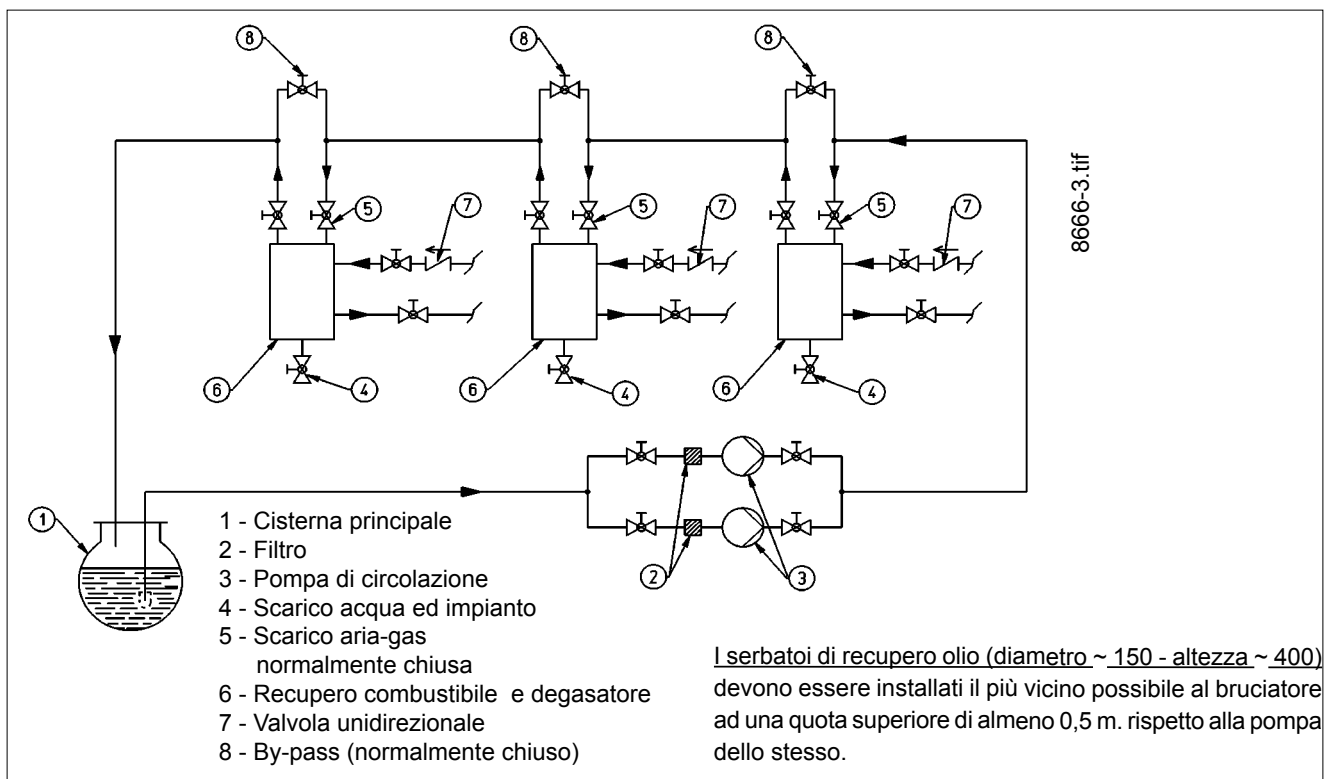 8
8
8
5
7
5
7
5
7
6
4
6
4
6
4
8666-3.tif
1
2
3
1 - Cisterna principale
2 - Filtro
3 - Pompa di circolazione
4 - Scarico acqua ed impianto
5 - Scarico aria-gas
normalmente chiusa
6 - Recupero combustibile e degasatore
7 - Valvola unidirezionale
8 - By-pass (normalmente chiuso)
I serbatoi di recupero olio (diametro ~ 150 - altezza ~ 400)
devono essere installati il più vicino possibile al bruciatore
ad una quota superiore di almeno 0,5 m. rispetto alla pompa
dello stesso.